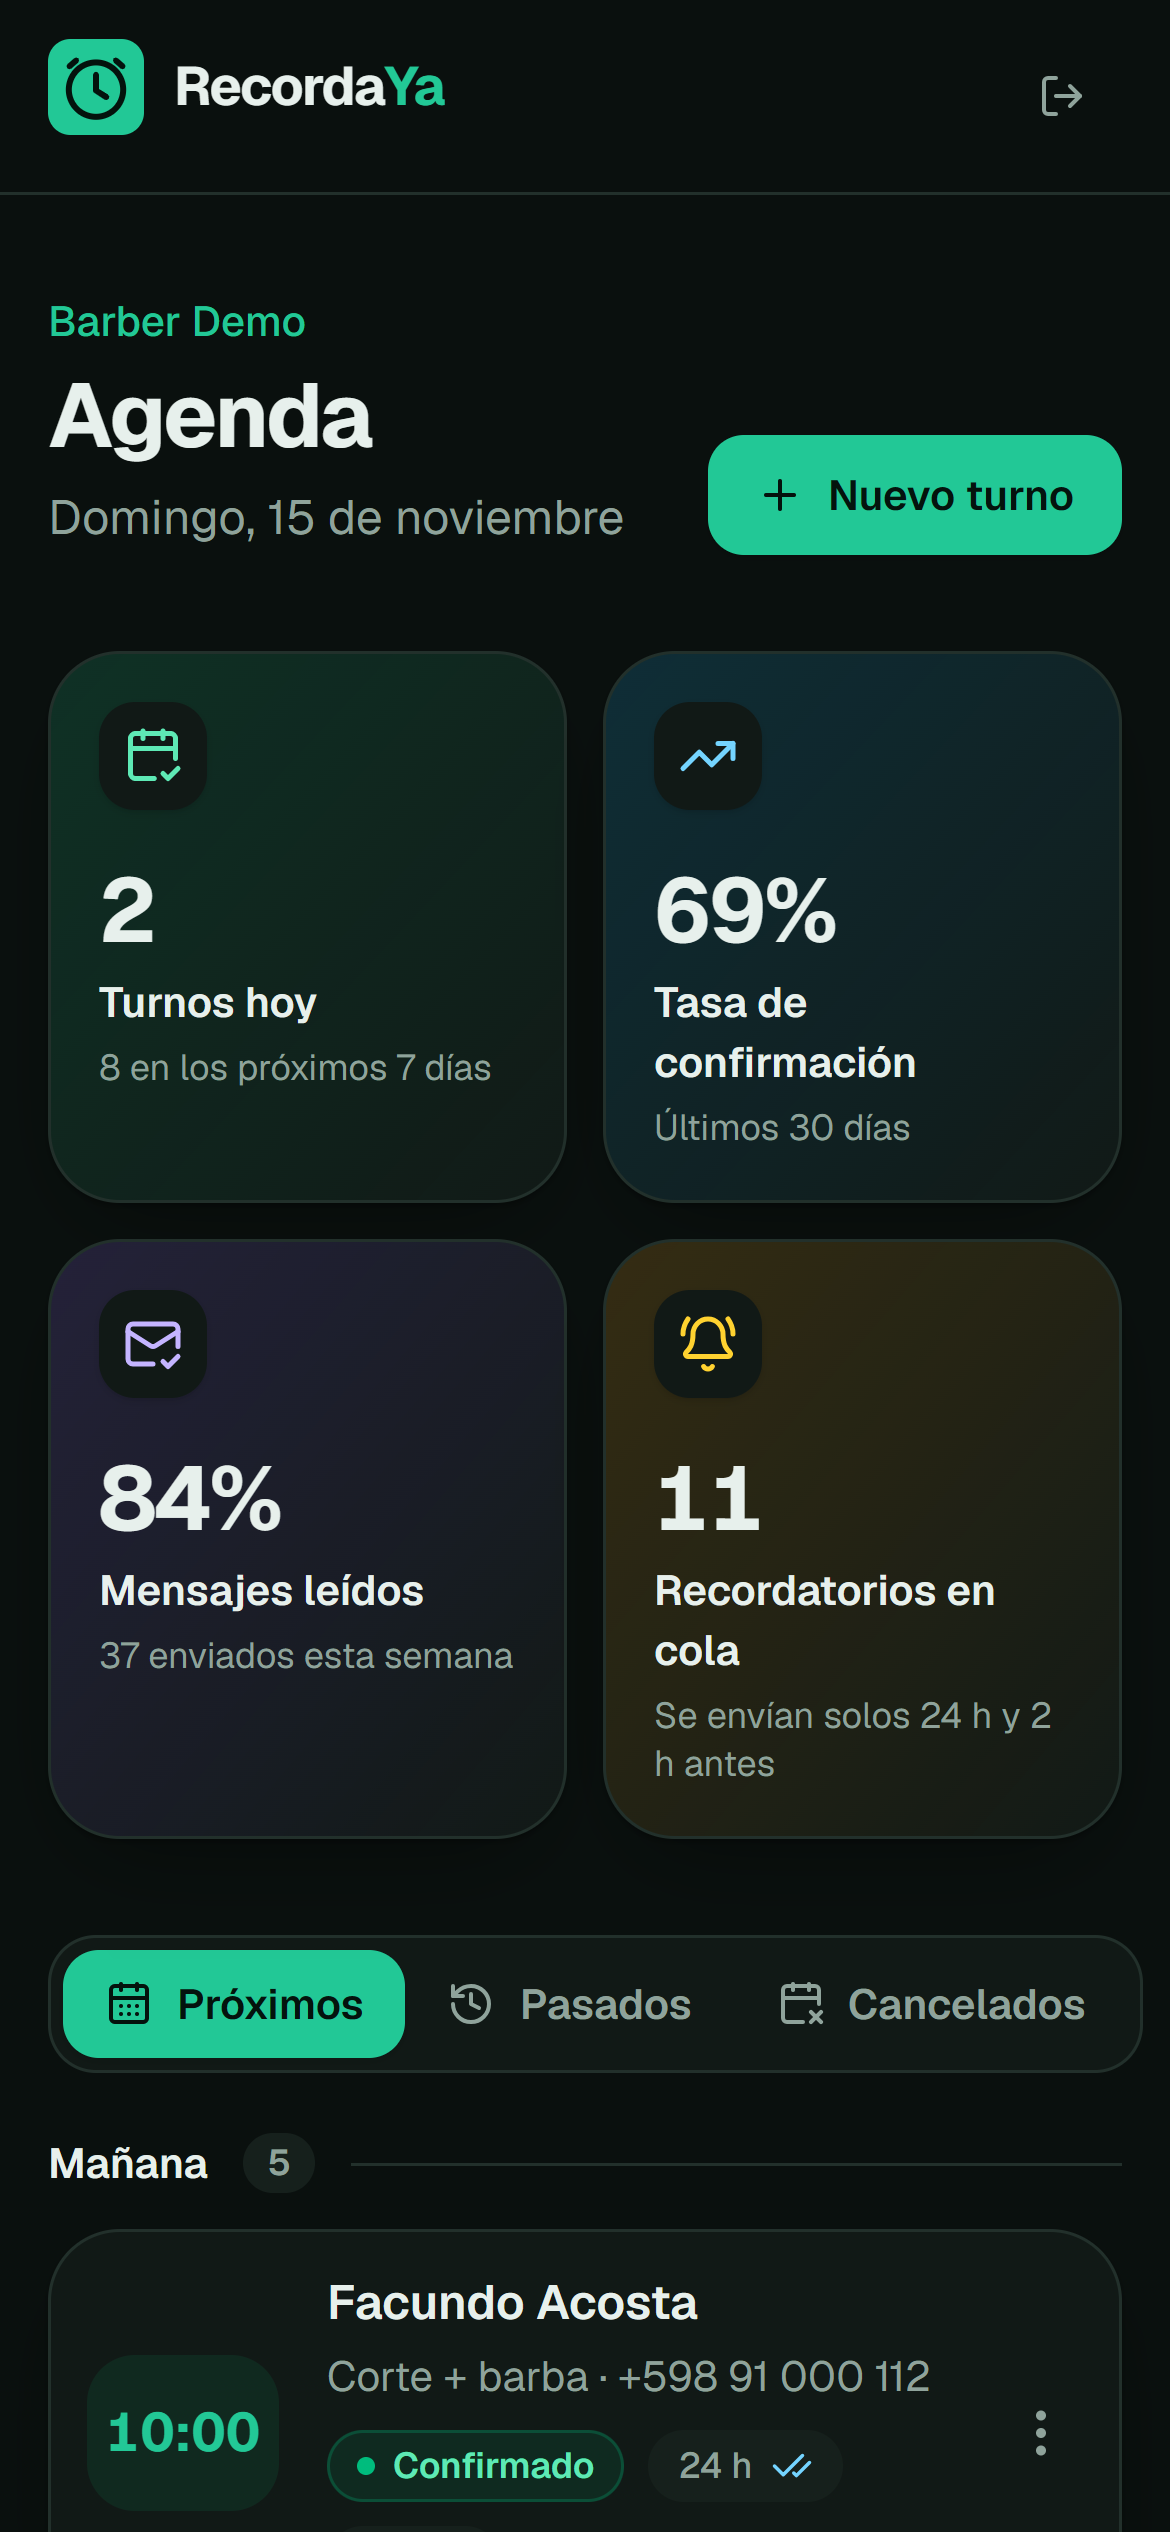 RecordaYa
Barber Demo
Agenda
Domingo, 15 de noviembre
Nuevo turno
2
Turnos hoy
8 en los próximos 7 días
69%
Tasa de
confirmación
Últimos 30 días
84%
Mensajes leídos
37 enviados esta semana
11
Recordatorios en
cola
Se envían solos 24 h y 2
h antes
Próximos
Pasados
Cancelados
Mañana 5
Facundo Acosta
Corte + barba · +598 91 000 112
10:00
Confirmado
24 h